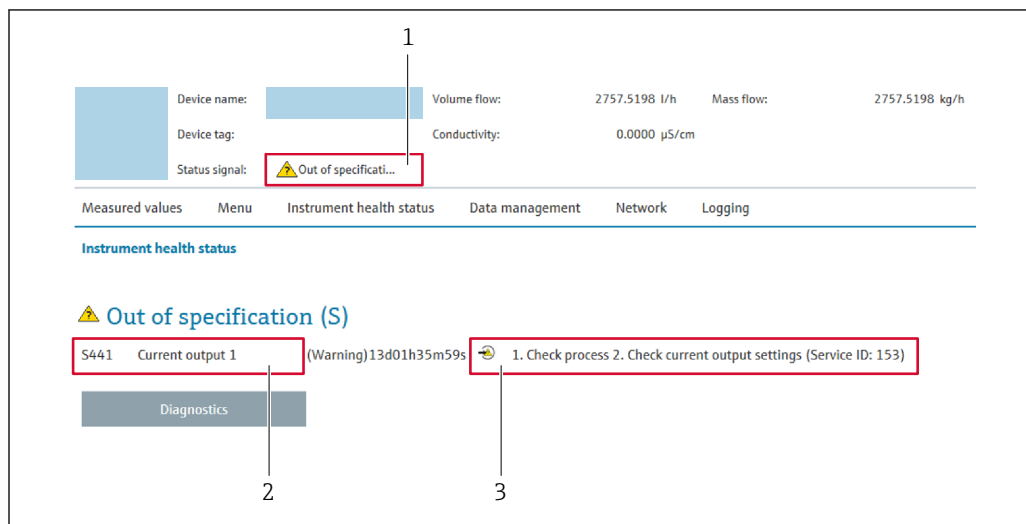 1
Device name: Volume flow: 2757.5198 l/h Mass flow: 2757.5198 kg/h
Device tag: Conductivity: 0.0000 µS/cm
Status signal: Out of specificati...
Measured values Menu Instrument health status Data management Network Logging
Instrument health status
Out of specification (S)
S441 Current output 1 (Warning)13d01h35m59s 1. Check process 2. Check current output settings (Service ID: 153)
Diagnostics
2 3